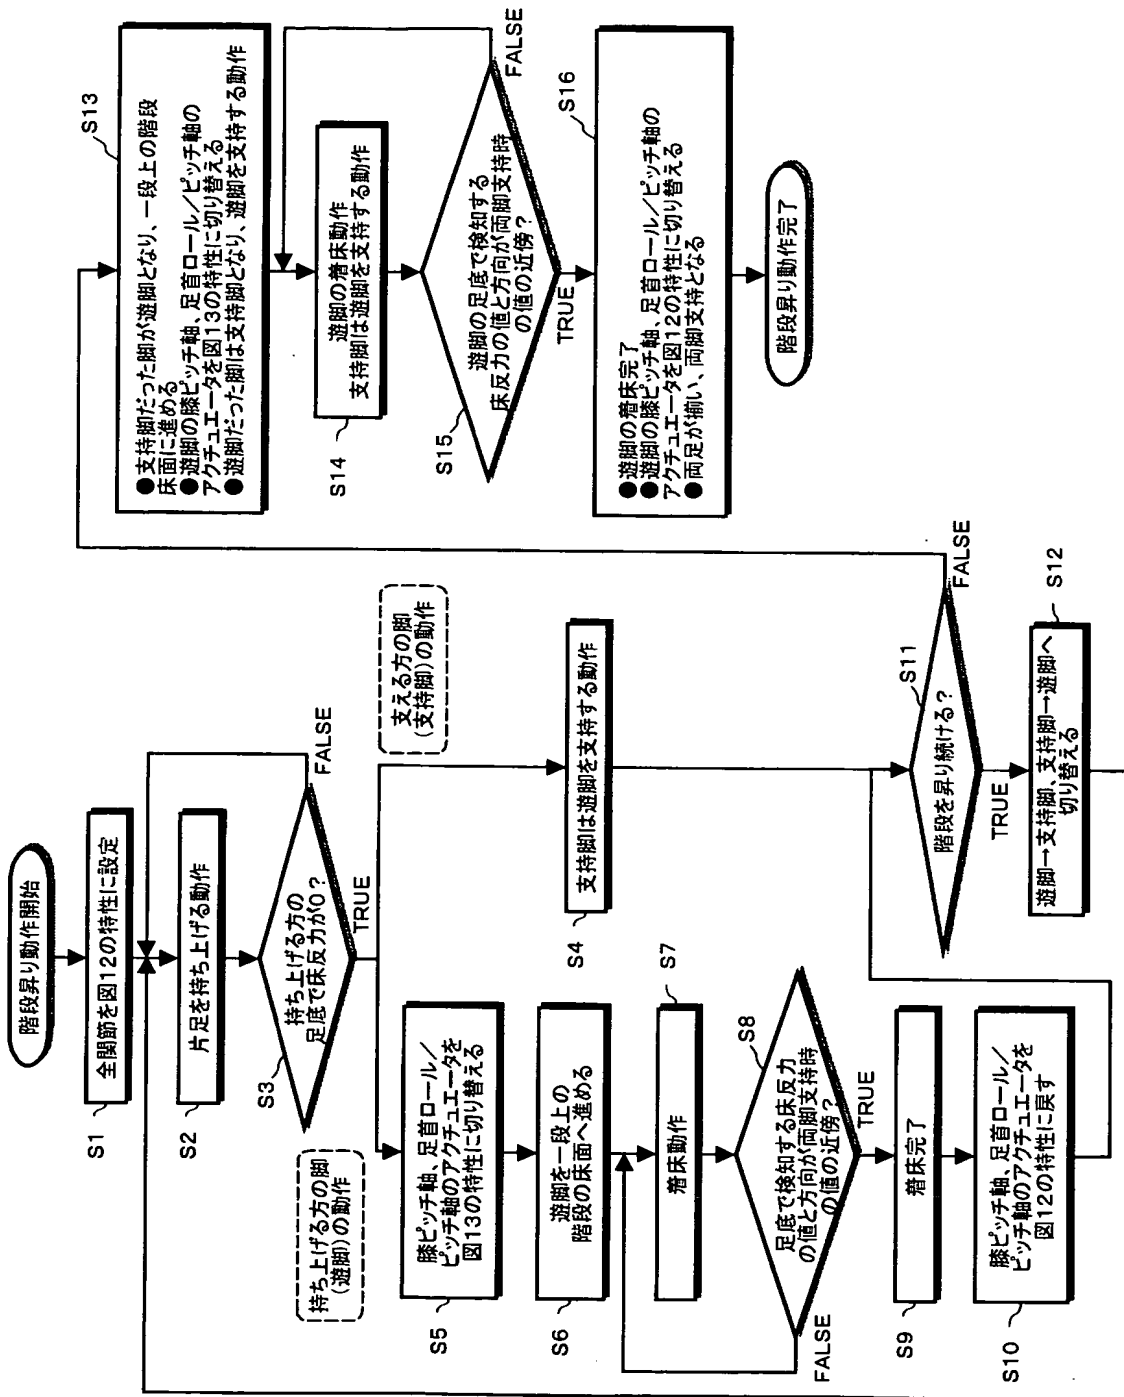 階段昇り動作開始
S1
全関節を図12の特性に設定
S2
片足を持ち上げる動作
S3
持ち上げる方の
足底で床反力が0？
FALSE
TRUE
持ち上げる方の脚
（遊脚）の動作
支える方の脚
（支持脚）の動作
S4
支持脚は遊脚を支持する動作
S5
膝ピッチ軸、足首ロール／
ピッチ軸のアクチュエータを
図13の特性に切り替える
S6
遊脚を一段上の
階段の床面へ進める
S7
着床動作
S8
足底で検知する床反力
の値と方向が両脚支持時
の値の近傍？
FALSE
TRUE
S9
着床完了
S10
膝ピッチ軸、足首ロール／
ピッチ軸のアクチュエータを
図12の特性に戻す
S11
階段を昇り続ける？
FALSE
TRUE
S12
遊脚→支持脚、支持脚→遊脚へ
切り替える
S13
●支持脚だった脚が遊脚となり、一段上の階段
床面に進める
●遊脚の膝ピッチ軸、足首ロール／ピッチ軸の
アクチュエータを図13の特性に切り替える
●遊脚だった脚は支持脚となり、遊脚を支持する動作
S14
遊脚の着床動作
支持脚は遊脚を支持する動作
S15
遊脚の足底で検知する
床反力の値と方向が両脚支持時
の値の近傍？
FALSE
TRUE
S16
●遊脚の着床完了
●遊脚の膝ピッチ軸、足首ロール／ピッチ軸の
アクチュエータを図12の特性に切り替える
●両足が揃い、両脚支持となる
階段昇り動作完了